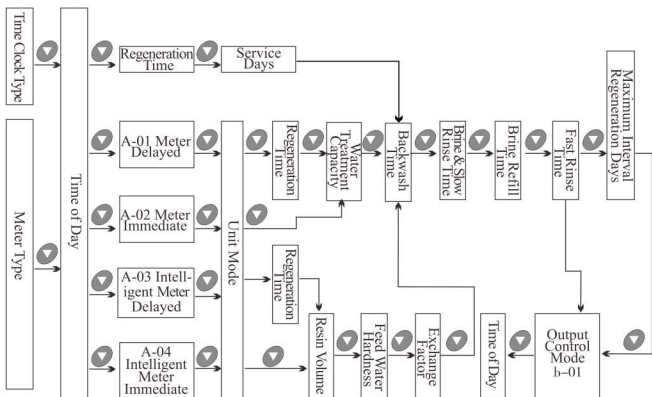 Time Clock Type
Meter Type
Time of Day
Regeneration
Time
Service
Days
A-01 Meter
Delayed
A-02 Meter
Immediate
A-03 Intell-
igent Meter
Delayed
A-04
Intelligent
Meter
Immediate
Unit Mode
Regeneration
Time
Water
Treatment
Capacity
Regeneration
Time
Resin Volume
Feed Water
Hardness
Exchange
Factor
Backwash
Time
Brine & Slow
Rinse Time
Brine Refill
Time
Fast Rinse
Time
Maximum Interval
Regeneration Days
Output
Control
Mode
b-01
Time of Day